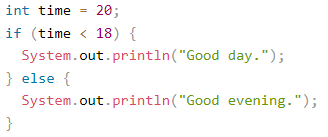 int time = 20;
if (time < 18) {
  System.out.println("Good day.");
} else {
  System.out.println("Good evening.");
}